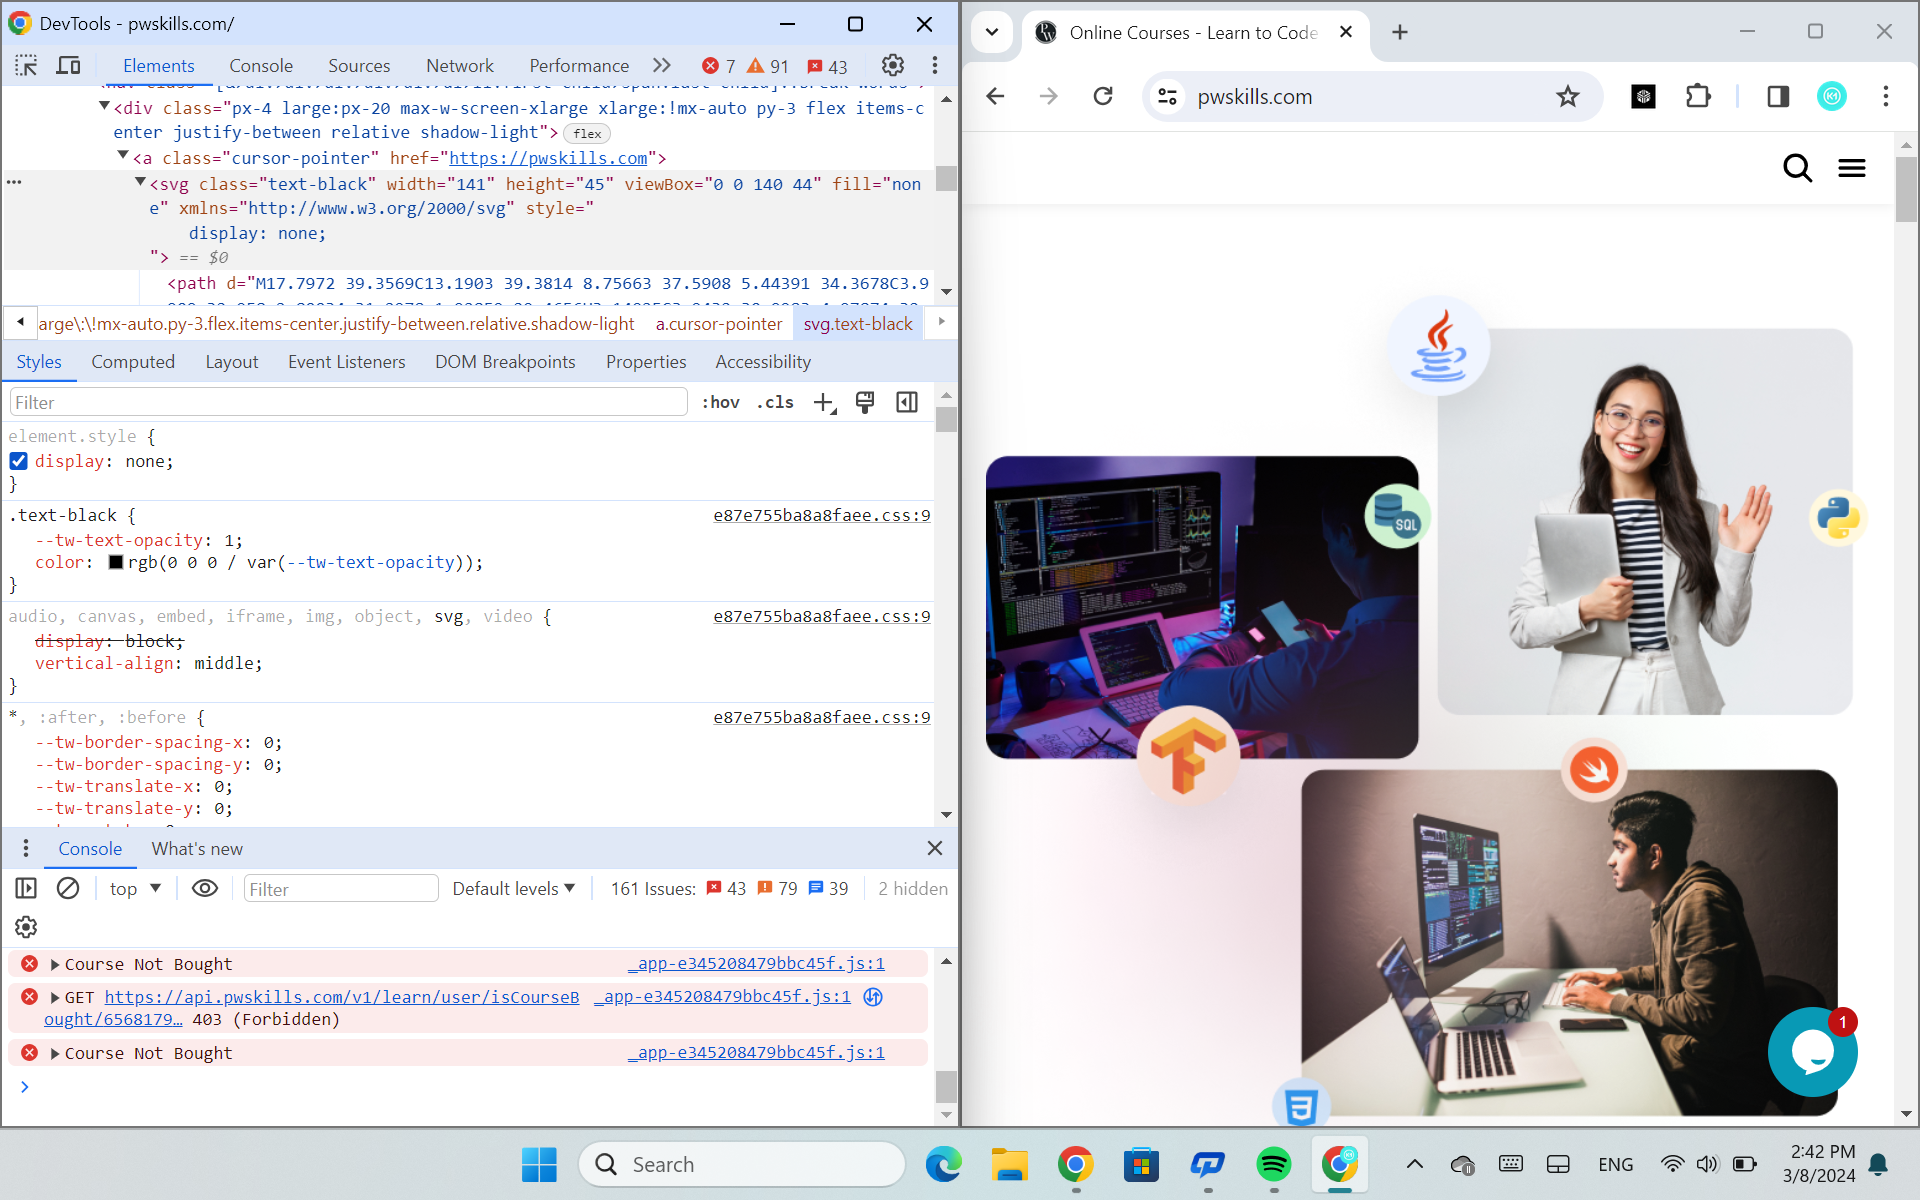 DevTools - pwskills.com/
Elements Console Sources Network Performance 7 91 43
<div class="px-4 large:px-20 max-w-screen-xlarge xlarge:!mx-auto py-3 flex items-c
enter justify-between relative shadow-light"> flex
<a class="cursor-pointer" href="https://pwskills.com">
<svg class="text-black" width="141" height="45" viewBox="0 0 140 44" fill="non
e" xmlns="http://www.w3.org/2000/svg" style="
display: none;
"> == $0
<path d="M17.7972 39.3569C13.1903 39.3814 8.75663 37.5908 5.44391 34.3678C3.9
arge\:\!mx-auto.py-3.flex.items-center.justify-between.relative.shadow-light a.cursor-pointer svg.text-black
Styles Computed Layout Event Listeners DOM Breakpoints Properties Accessibility
Filter :hov .cls
element.style {
display: none;
}
.text-black { e87e755ba8a8faee.css:9
--tw-text-opacity: 1;
color: rgb(0 0 0 / var(--tw-text-opacity));
}
audio, canvas, embed, iframe, img, object, svg, video { e87e755ba8a8faee.css:9
display: block;
vertical-align: middle;
}
*, :after, :before { e87e755ba8a8faee.css:9
--tw-border-spacing-x: 0;
--tw-border-spacing-y: 0;
--tw-translate-x: 0;
--tw-translate-y: 0;
Console What's new
top Filter Default levels 161 Issues: 43 79 39 2 hidden
Course Not Bought _app-e345208479bbc45f.js:1
GET https://api.pwskills.com/v1/learn/user/isCourseB _app-e345208479bbc45f.js:1
ought/6568179… 403 (Forbidden)
Course Not Bought _app-e345208479bbc45f.js:1
Online Courses - Learn to Code
pwskills.com
SQL
1
Search
ENG
2:42 PM
3/8/2024